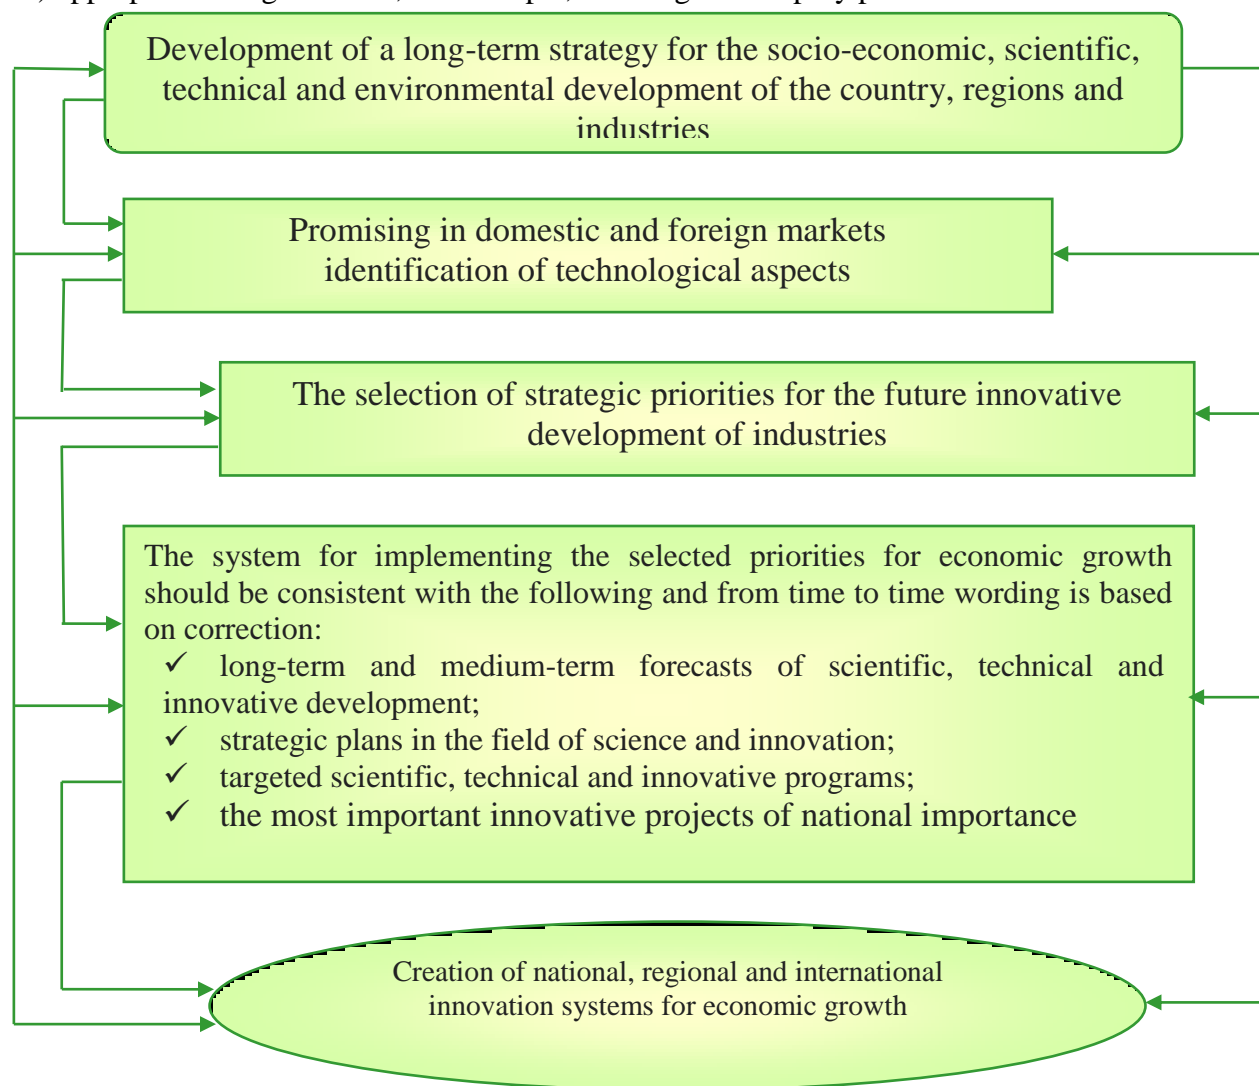 Development of a long-term strategy for the socio-economic, scientific,
technical and environmental development of the country, regions and
industries
Promising in domestic and foreign markets
identification of technological aspects
The selection of strategic priorities for the future innovative
development of industries
The system for implementing the selected priorities for economic growth
should be consistent with the following and from time to time wording is based
on correction:
✓ long-term and medium-term forecasts of scientific, technical and
innovative development;
✓ strategic plans in the field of science and innovation;
✓ targeted scientific, technical and innovative programs;
✓ the most important innovative projects of national importance
Creation of national, regional and international
innovation systems for economic growth